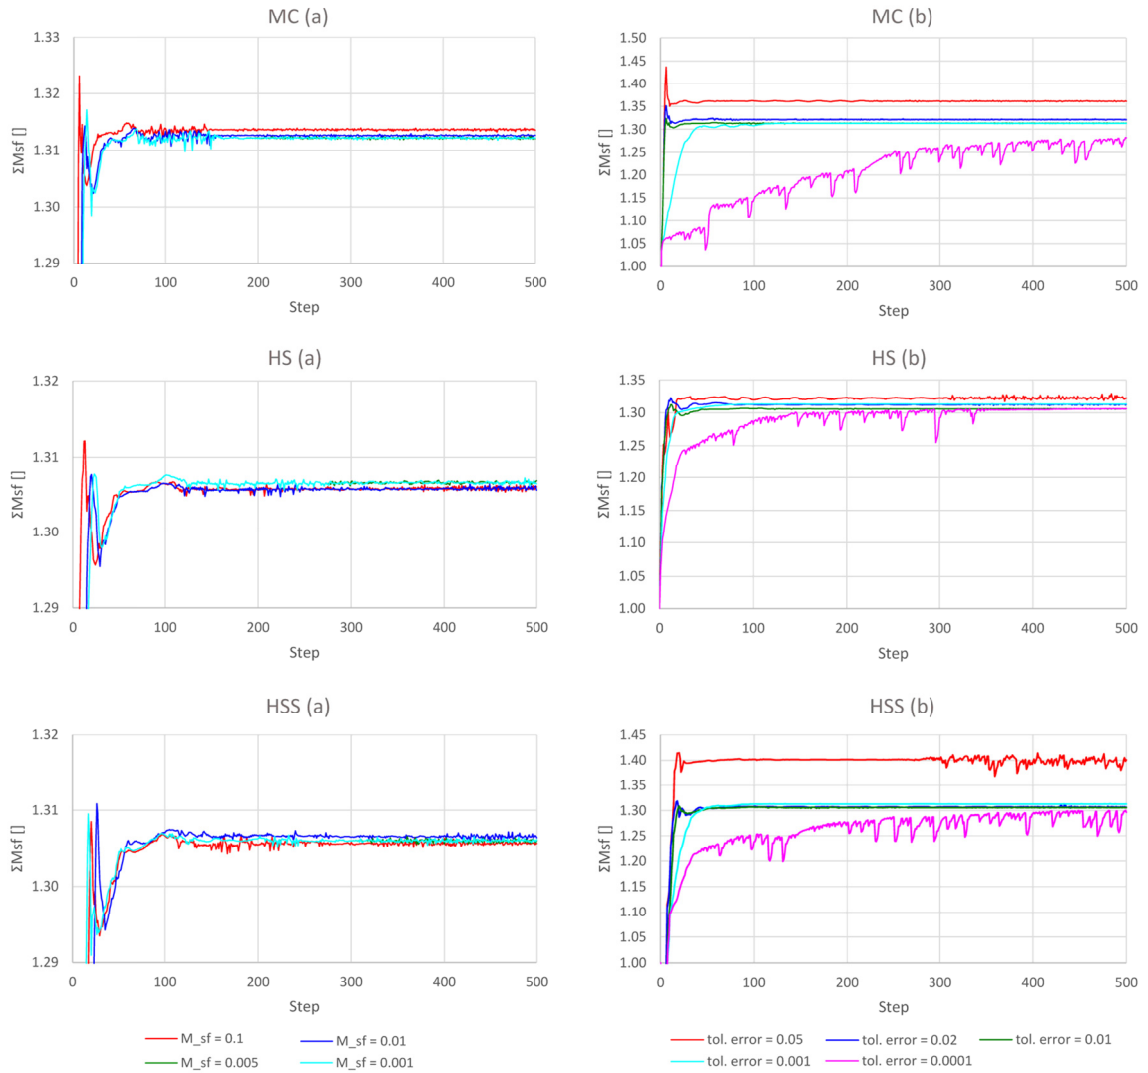 MC (a)
1.33
1.32
1.31
1.30
1.29
ΣMsf []
0
100
200
300
400
500
Step
MC (b)
1.50
1.45
1.40
1.35
1.30
1.25
1.20
1.15
1.10
1.05
1.00
ΣMsf []
0
100
200
300
400
500
Step
HS (a)
1.32
1.31
1.30
1.29
ΣMsf []
0
100
200
300
400
500
Step
HS (b)
1.35
1.30
1.25
1.20
1.15
1.10
1.05
1.00
ΣMsf []
0
100
200
300
400
500
Step
HSS (a)
1.32
1.31
1.30
1.29
ΣMsf []
0
100
200
300
400
500
Step
HSS (b)
1.45
1.40
1.35
1.30
1.25
1.20
1.15
1.10
1.05
1.00
ΣMsf []
0
100
200
300
400
500
Step
M_sf = 0.1
M_sf = 0.01
M_sf = 0.005
M_sf = 0.001
tol. error = 0.05
tol. error = 0.02
tol. error = 0.01
tol. error = 0.001
tol. error = 0.0001